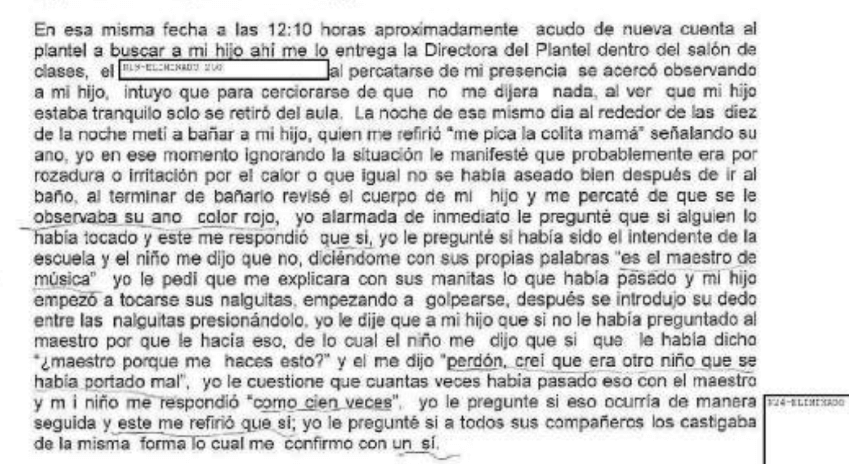 En esa misma fecha a las 12:10 horas aproximadamente acudo de nueva cuenta al
plantel a buscar a mi hijo ahí me lo entrega la Directora del Plantel dentro del salón de
clases, el al percatarse de mi presencia se acercó observando
a mi hijo, intuyo que para cerciorarse de que no me dijera nada, al ver que mi hijo
estaba tranquilo solo se retiró del aula. La noche de ese mismo dia al rededor de las diez
de la noche metí a bañar a mi hijo, quien me refirió “me pica la colita mamá” señalando su
ano, yo en ese momento ignorando la situación le manifesté que probablemente era por
rozadura o irritación por el calor o que igual no se había aseado bien después de ir al
baño, al terminar de bañarlo revisé el cuerpo de mi hijo y me percaté de que se le
observaba su ano color rojo, yo alarmada de inmediato le pregunté que si alguien lo
había tocado y este me respondió que si, yo le pregunté si había sido el intendente de la
escuela y el niño me dijo que no, diciéndome con sus propias palabras “es el maestro de
música” yo le pedí que me explicara con sus manitas lo que había pasado y mi hijo
empezó a tocarse sus nalguitas, empezando a golpearse, después se introdujo su dedo
entre las nalguitas presionándolo, yo le dije que a mi hijo que si no le había preguntado al
maestro por que le hacía eso, de lo cual el niño me dijo que si que le había dicho
“¿maestro porque me haces esto?” y el me dijo “perdón, creí que era otro niño que se
había portado mal”, yo le cuestione que cuantas veces había pasado eso con el maestro
y m i niño me respondió “como cien veces”, yo le pregunte si eso ocurría de manera
seguida y este me refirió que si; yo le pregunté si a todos sus compañeros los castigaba
de la misma forma lo cual me confirmo con un sí.